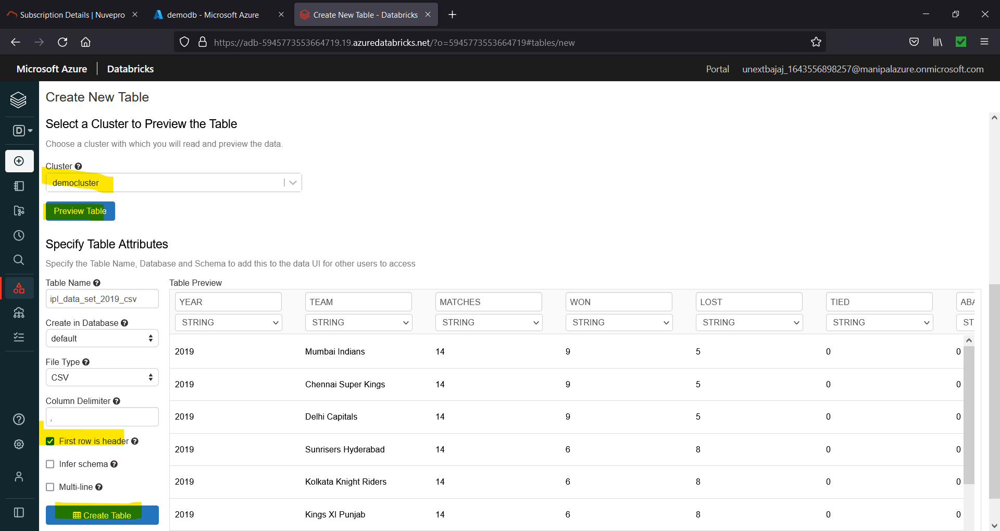 Subscription Details | Nuvepro
demodb - Microsoft Azure
Create New Table - Databricks
https://adb-5945773553664719.19.azuredatabricks.net/?o=5945773553664719#tables/new
Microsoft Azure | Databricks
Portal
unextbajaj_1643556898257@manipalazure.onmicrosoft.com
Create New Table
D
Select a Cluster to Preview the Table
Choose a cluster with which you will read and preview the data.
Cluster
democluster
Preview Table
Specify Table Attributes
Specify the Table Name, Database and Schema to add this to the data UI for other users to access
Table Name
ipl_data_set_2019_csv
Create in Database
default
File Type
CSV
Column Delimiter
,
First row is header
Infer schema
Multi-line
Create Table
Table Preview
YEAR TEAM MATCHES WON LOST TIED ABA
STRING STRING STRING STRING STRING STRING ST
2019 Mumbai Indians 14 9 5 0 0
2019 Chennai Super Kings 14 9 5 0 0
2019 Delhi Capitals 14 9 5 0 0
2019 Sunrisers Hyderabad 14 6 8 0 0
2019 Kolkata Knight Riders 14 6 8 0 0
2019 Kings XI Punjab 14 6 8 0 0